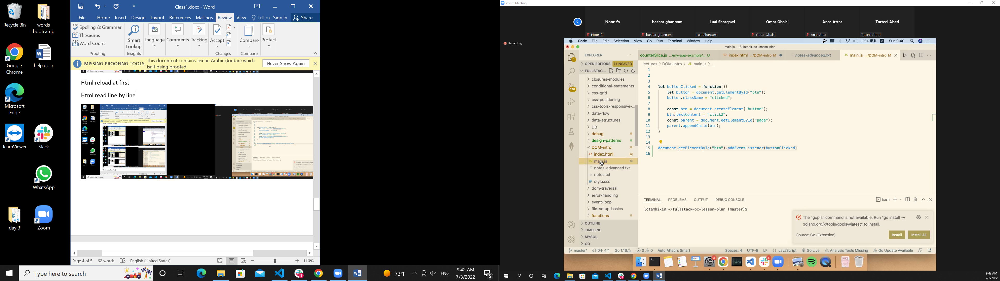 Recycle Bin
words
bootcamp
Google
Chrome
help.docx
Microsoft
Edge
TeamViewer
Slack
WhatsApp
day 3
Zoom
Class1.docx - Word
File Home Insert Design Layout References Mailings Review View Tell m Sign in Share
Spelling & Grammar
Thesaurus
Word Count
Proofing
Smart
Lookup
Insights
Language
Comments
Tracking
Accept
Changes
Compare
Compare
Protect
MISSING PROOFING TOOLS This document contains text in Arabic (Jordan) which
isn't being proofed.
Never Show Again
Html reload at first
Html read line by line
Page 4 of 5 62 words English (United States) 110%
Type here to search
73°F ENG
9:42 AM
7/3/2022
5
Zoom Meeting
Noor-fa bashar ghannam Luai Sharqawi Omar Obaisi Anas Attar Tarteel Abed
Noor-fa bashar ghannam Luai Sharqawi Omar Obaisi Anas Attar Tarteel Abed
Recording
Code File Edit Selection View Go Run Terminal Window Help 100% Sun 9:40
main.js — fullstack-bc-lesson-plan
EXPLORER
counterSlice.js .../my-app-example/... U index.html .../DOM-intro M notes-advanced.txt main.js .../DOM-intro M
OPEN EDITORS 1 UNSAVED
lectures > DOM-intro > JS main.js > ...
FULLSTAC...
closures-modules
conditional-statements
css-grid
css-positioning
css-tools-responsive-...
data-flow
data-structures
DB
debug
design-patterns
DOM-intro
index.html M
main.js M
notes-advanced.txt
notes.txt
style.css
dom-traversal
error-handling
event-loop
file-setup-basics
functions
OUTLINE
TIMELINE
MYSQL
GO
1
2
3
4 let buttonClicked = function(){
5 let button = document.getElementById("btn");
6 button.className = "clicked";
7
8 const btn = document.createElement("button");
9 btn.textContent = "click2";
10 const parent = document.getElementById("page");
11 parent.appendChild(btn);
12 }
13
14
15 document.getElementById("btn").addEventListener(buttonClicked)
16
TERMINAL PROBLEMS OUTPUT DEBUG CONSOLE bash
lotemhiki@:~/fullstack-bc-lesson-plan (master)$
The "gopls" command is not available. Run "go install -v
golang.org/x/tools/gopls@latest" to install.
Source: Go (Extension) Install Install All
master* 0↓ 4↑ Go 1.16 0 0 Auto Attach: Smart Spaces: 4 UTF-8 LF {} JavaScript Go Live Analysis Tools Missing Go Update Available
9:42 AM
7/3/2022